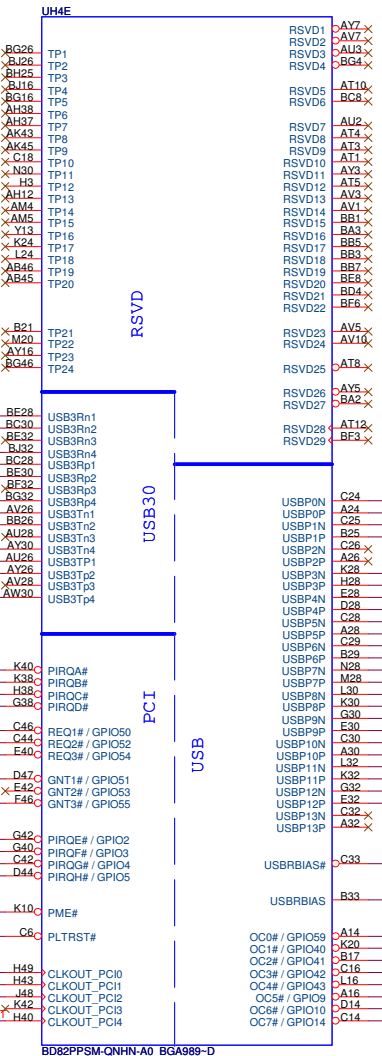 UH4E
BG26 TP1
BJ26 TP2
BH25 TP3
BJ16 TP4
BG16 TP5
AH38 TP6
AH37 TP7
AK43 TP8
AK45 TP9
C18 TP10
N30 TP11
H3 TP12
AH12 TP13
AM4 TP14
AM5 TP15
Y13 TP16
K24 TP17
L24 TP18
AB46 TP19
AB45 TP20
B21 TP21
M20 TP22
AY16 TP23
BG46 TP24
RSVD
RSVD1 AY7
RSVD2 AV7
RSVD3 AU3
RSVD4 BG4
RSVD5 AT10
RSVD6 BC8
RSVD7 AU2
RSVD8 AT4
RSVD9 AT3
RSVD10 AT1
RSVD11 AY3
RSVD12 AT5
RSVD13 AV3
RSVD14 AV1
RSVD15 BB1
RSVD16 BA3
RSVD17 BB5
RSVD18 BB3
RSVD19 BB7
RSVD20 BE8
RSVD21 BD4
RSVD22 BF6
RSVD23 AV5
RSVD24 AV10
RSVD25 AT8
RSVD26 AY5
RSVD27 BA2
RSVD28 AT12
RSVD29 BF3
BE28 USB3Rn1
BC30 USB3Rn2
BE32 USB3Rn3
BJ32 USB3Rn4
BC28 USB3Rp1
BE30 USB3Rp2
BF32 USB3Rp3
BG32 USB3Rp4
AV26 USB3Tn1
BB26 USB3Tn2
AU28 USB3Tn3
AY30 USB3Tn4
AU26 USB3TP1
AY26 USB3Tp2
AV28 USB3Tp3
AW30 USB3Tp4
USB30
K40 PIRQA#
K38 PIRQB#
H38 PIRQC#
G38 PIRQD#
C46 REQ1# / GPIO50
C44 REQ2# / GPIO52
E40 REQ3# / GPIO54
D47 GNT1# / GPIO51
E42 GNT2# / GPIO53
F46 GNT3# / GPIO55
G42 PIRQE# / GPIO2
G40 PIRQF# / GPIO3
C42 PIRQG# / GPIO4
D44 PIRQH# / GPIO5
K10 PME#
C6 PLTRST#
H49 CLKOUT_PCI0
H43 CLKOUT_PCI1
J48 CLKOUT_PCI2
K42 CLKOUT_PCI3
H40 CLKOUT_PCI4
PCI
USB
USBP0N C24
USBP0P A24
USBP1N C25
USBP1P B25
USBP2N C26
USBP2P A26
USBP3N K28
USBP3P H28
USBP4N E28
USBP4P D28
USBP5N C28
USBP5P A28
USBP6N C29
USBP6P B29
USBP7N N28
USBP7P M28
USBP8N L30
USBP8P K30
USBP9N G30
USBP9P E30
USBP10N C30
USBP10P A30
USBP11N L32
USBP11P K32
USBP12N G32
USBP12P E32
USBP13N C32
USBP13P A32
USBRBIAS# C33
USBRBIAS B33
OC0# / GPIO59 A14
OC1# / GPIO40 K20
OC2# / GPIO41 B17
OC3# / GPIO42 C16
OC4# / GPIO43 L16
OC5# / GPIO9 A16
OC6# / GPIO10 D14
OC7# / GPIO14 C14
BD82PPSM-QNHN-A0 BGA989~D